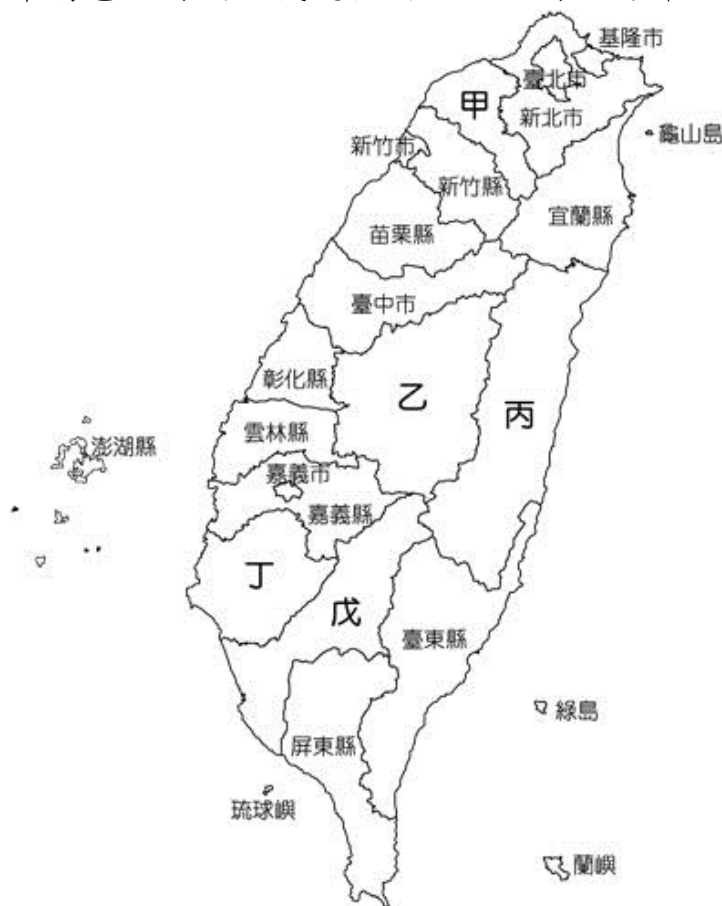 基隆市
臺北市
甲
新北市
龜山島
新竹市
新竹縣
宜蘭縣
苗栗縣
臺中市
彰化縣
乙
丙
雲林縣
澎湖縣
嘉義市
嘉義縣
丁
戊
臺東縣
綠島
屏東縣
琉球嶼
蘭嶼